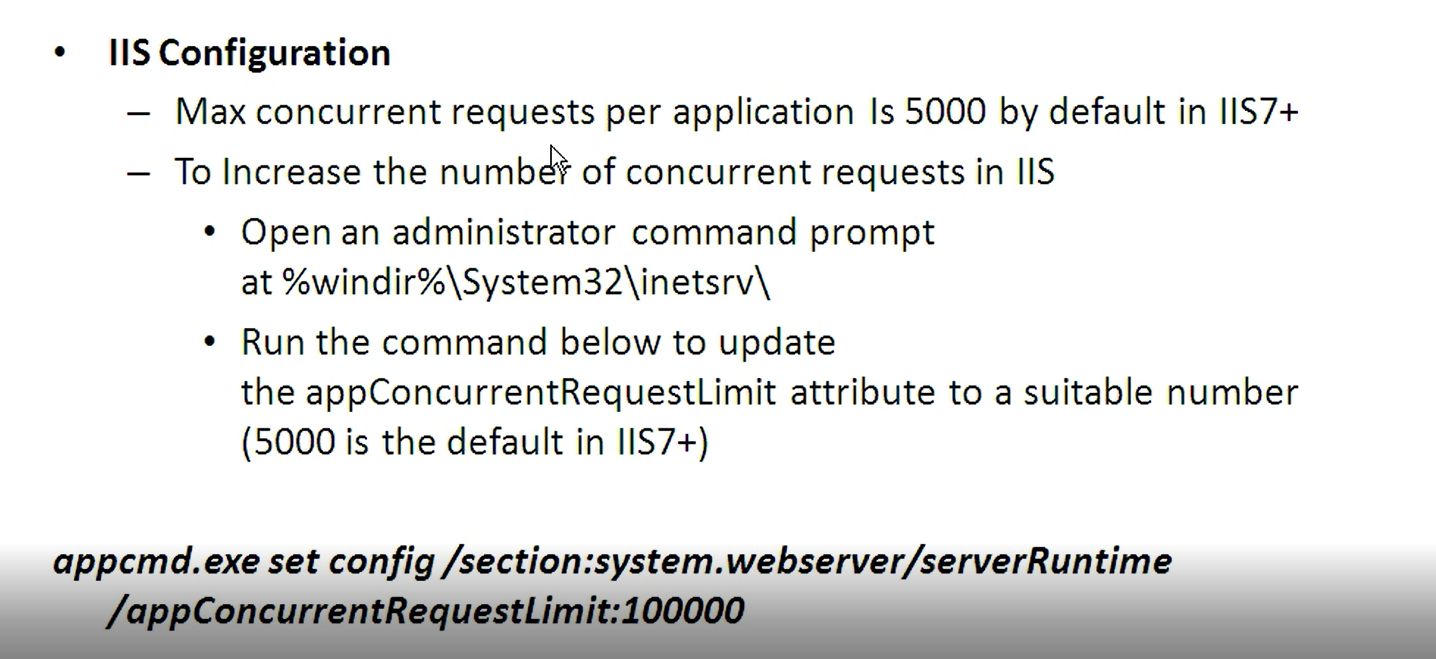 • IIS Configuration
– Max concurrent requests per application Is 5000 by default in IIS7+
– To Increase the number of concurrent requests in IIS
• Open an administrator command prompt
at %windir%\System32\inetsrv\
• Run the command below to update
the appConcurrentRequestLimit attribute to a suitable number
(5000 is the default in IIS7+)
appcmd.exe set config /section:system.webserver/serverRuntime
/appConcurrentRequestLimit:100000